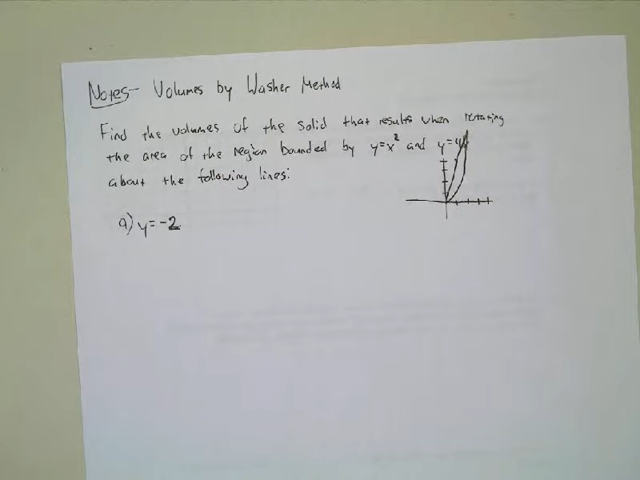 Notes- Volumes by Washer Method
Find the volumes of the solid that results when rotating
the area of the region bounded by y=x² and y=4x
about the following lines:
a) y=-2